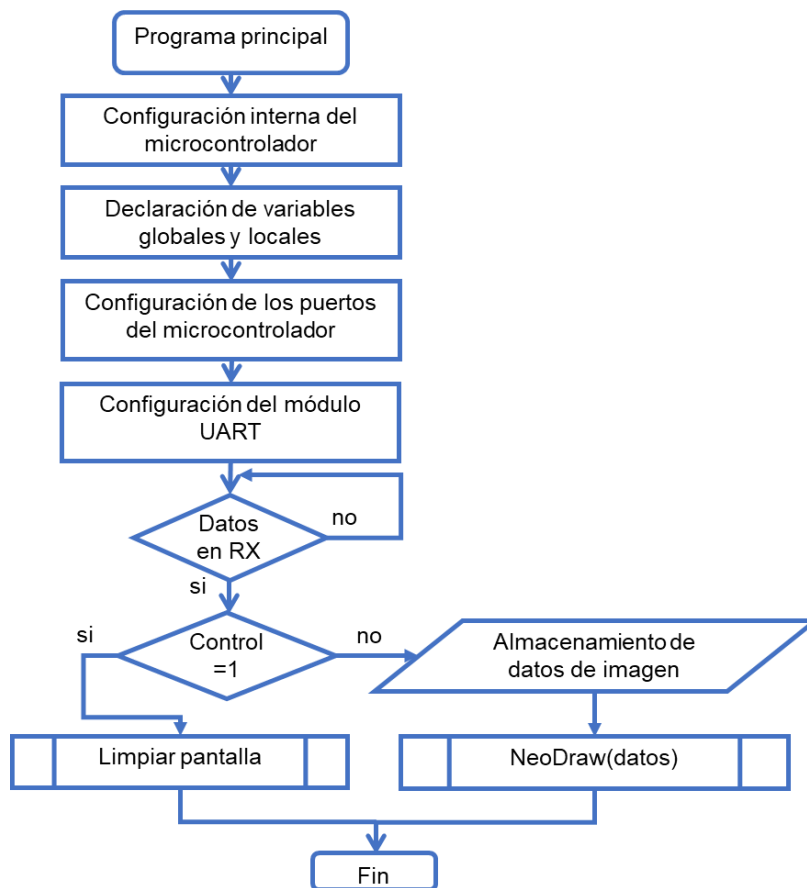 Programa principal
Configuración interna del
microcontrolador
Declaración de variables
globales y locales
Configuración de los puertos
del microcontrolador
Configuración del módulo
UART
Datos
en RX
no
si
si
Control
=1
no
Almacenamiento de
datos de imagen
Limpiar pantalla
NeoDraw(datos)
Fin